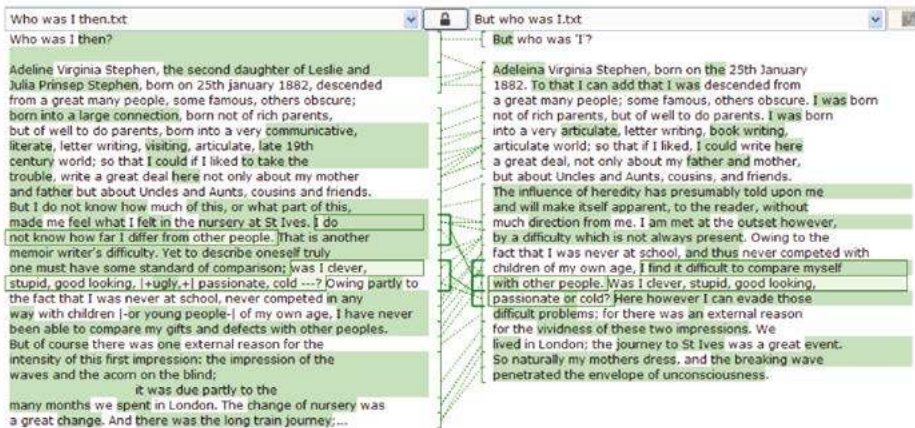 Who was I then.txt
Who was I then?
Adeline Virginia Stephen, the second daughter of Leslie and
Julia Prinsep Stephen, born on 25th january 1882, descended
from a great many people, some famous, others obscure;
born into a large connection, born not of rich parents,
but of well to do parents, born into a very communicative,
literate, letter writing, visiting, articulate, late 19th
century world; so that I could if I liked to take the
trouble, write a great deal here not only about my mother
and father but about Uncles and Aunts, cousins and friends.
But I do not know how much of this, or what part of this,
made me feel what I felt in the nursery at St Ives. I do
not know how far I differ from other people. That is another
memoir writer's difficulty. Yet to describe oneself truly
one must have some standard of comparison; was I clever,
stupid, good looking, |+ugly,+| passionate, cold ---? Owing partly to
the fact that I was never at school, never competed in any
way with children |-or young people-| of my own age, I have never
been able to compare my gifts and defects with other peoples.
But of course there was one external reason for the
intensity of this first impression: the impression of the
waves and the acorn on the blind;
it was due partly to the
many months we spent in London. The change of nursery was
a great change. And there was the long train journey;...
But who was I.txt
But who was 'I'?
Adeleina Virginia Stephen, born on the 25th January
1882. To that I can add that I was descended from
a great many people; some famous, others obscure. I was born
not of rich parents, but of well to do parents. I was born
into a very articulate, letter writing, book writing,
articulate world; so that if I liked, I could write here
a great deal, not only about my father and mother,
but about Uncles and Aunts, cousins, and friends.
The influence of heredity has presumably told upon me
and will make itself apparent, to the reader, without
much direction from me. I am met at the outset however,
by a difficulty which is not always present. Owing to the
fact that I was never at school, and thus never competed with
children of my own age, I find it difficult to compare myself
with other people. Was I clever, stupid, good looking,
passionate or cold? Here however I can evade those
difficult problems; for there was an external reason
for the vividness of these two impressions. We
lived in London; the journey to St Ives was a great event.
So naturally my mothers dress, and the breaking wave
penetrated the envelope of unconsciousness.